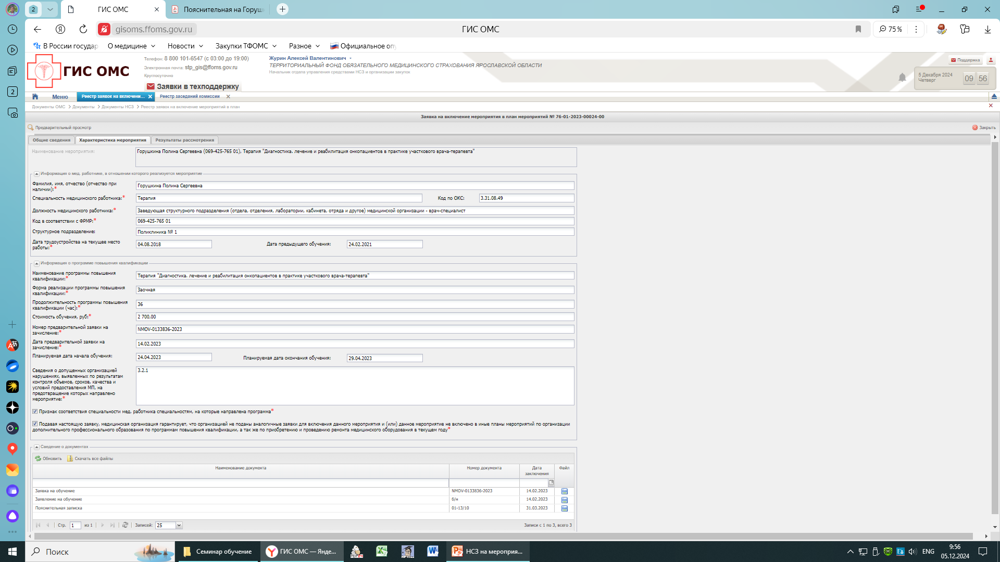 2
ГИС ОМС
Пояснительная на Горуш
gisoms.ffoms.gov.ru
ГИС ОМС
75%
В России государ
О медицине
Новости
Закупки ТФОМС
Разное
Официальное оп
ГИС ОМС
Телефон: 8 800 101-6547 (с 03:00 до 19:00)
Электронная почта: stp_gis@ffoms.gov.ru
Круглосуточно
Заявки в техподдержку
Журин Алексей Валентинович
ТЕРРИТОРИАЛЬНЫЙ ФОНД ОБЯЗАТЕЛЬНОГО МЕДИЦИНСКОГО СТРАХОВАНИЯ ЯРОСЛАВСКОЙ ОБЛАСТИ
Начальник отдела управления средствами НСЗ и организации закупок
Поддержка
5 Декабря 2024
Четверг
09 56
2
Меню
Реестр заявок на включени...
Реестр заседаний комиссии
Документы ОМС > Документы > Документы НСЗ > Реестр заявок на включение мероприятий в план
Заявка на включение мероприятия в план мероприятий № 76-01-2023-00024-00
Предварительный просмотр
Закрыть
Общие сведения
Характеристика мероприятия
Результаты рассмотрения
Наименование мероприятия:
Горушкина Полина Сергеевна (069-425-765 01), Терапия "Диагностика. лечение и реабилитация онкопациентов в практике участкового врача-терапевта"
Информация о мед. работнике, в отношении которого реализуется мероприятие
Фамилия, имя, отчество (отчество при
наличии):*
Горушкина Полина Сергеевна
Специальность медицинского работника:*
Терапия
Код по ОКС:
3.31.08.49
Должность медицинского работника:*
Заведующая структурного подразделения (отдела, отделения, лаборатории, кабинета, отряда и другое) медицинской организации - врач-специалист
Код в соответствии с ФРМР:*
069-425-765 01
Структурное подразделение:
Поликлиника № 1
Дата трудоустройства на текущее место
работы:*
04.08.2018
Дата предыдущего обучения:
24.02.2021
Информация о программе повышения квалификации
Наименование программы повышения
квалификации:*
Терапия "Диагностика. лечение и реабилитация онкопациентов в практике участкового врача-терапевта"
Форма реализации программы повышения
квалификации:*
Заочная
Продолжительность программы повышения
квалификации (час):*
36
Стоимость обучения, руб:*
2 700,00
Номер предварительной заявки на
зачисление:*
NMOV-0133836-2023
Дата предварительной заявки на
зачисление:*
14.02.2023
Планируемая дата начала обучения:
24.04.2023
Планируемая дата окончания обучения:
29.04.2023
Сведения о допущенных организацией
нарушениях, выявленных по результатам
контроля объемов, сроков, качества и
условий предоставления МП, на
предотвращение которых направлено
мероприятие:*
3.2.1
Признак соответствия специальности мед. работника специальностям, на которые направлена программа*
Подавая настоящую заявку, медицинская организация гарантирует, что организацией не поданы аналогичные заявки для включения данного мероприятия и (или) данное мероприятие не включено в иные планы мероприятий по организации
дополнительного профессионального образования по программам повышения квалификации, а так же по приобретению и проведению ремонта медицинского оборудования в текущем году*
Сведение о документах
Обновить
Скачать все файлы
Наименование документа
Номер документа
Дата
заключения
Файл
Заявка на обучение
NMOV-0133836-2023
14.02.2023
Заявление на обучение
б/н
14.02.2023
Пояснительная записка
01-13/10
31.03.2023
Стр. 1 из 1
Записей: 25
Записи с 1 по 3, всего 3
Поиск
Семинар обучение
ГИС ОМС — Янде...
НСЗ на мероприя...
ENG
9:56
05.12.2024